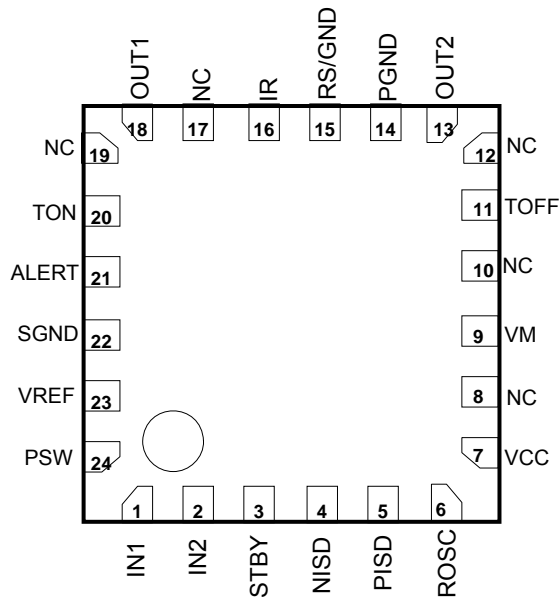 OUT1
NC
IR
RS/GND
PGND
OUT2
18
17
16
15
14
13
NC 19
12 NC
TON 20
11 TOFF
ALERT 21
10 NC
SGND 22
9 VM
VREF 23
8 NC
PSW 24
7 VCC
1
2
3
4
5
6
IN1
IN2
STBY
NISD
PISD
ROSC